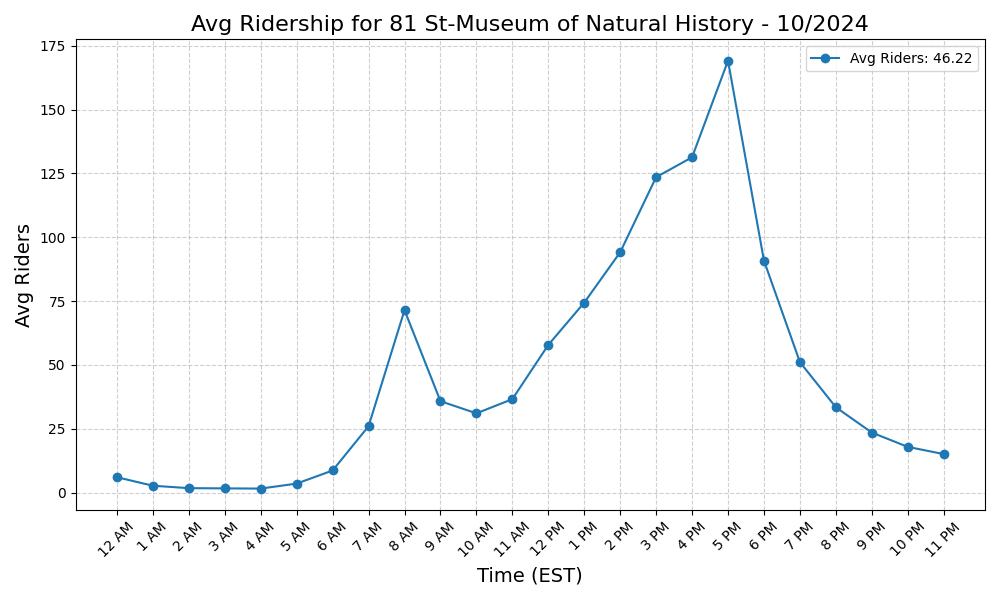 Avg Ridership for 81 St-Museum of Natural History - 10/2024
Avg Riders: 46.22
Avg Riders
175
150
125
100
75
50
25
0
12 AM
1 AM
2 AM
3 AM
4 AM
5 AM
6 AM
7 AM
8 AM
9 AM
10 AM
11 AM
12 PM
1 PM
2 PM
3 PM
4 PM
5 PM
6 PM
7 PM
8 PM
9 PM
10 PM
11 PM
Time (EST)